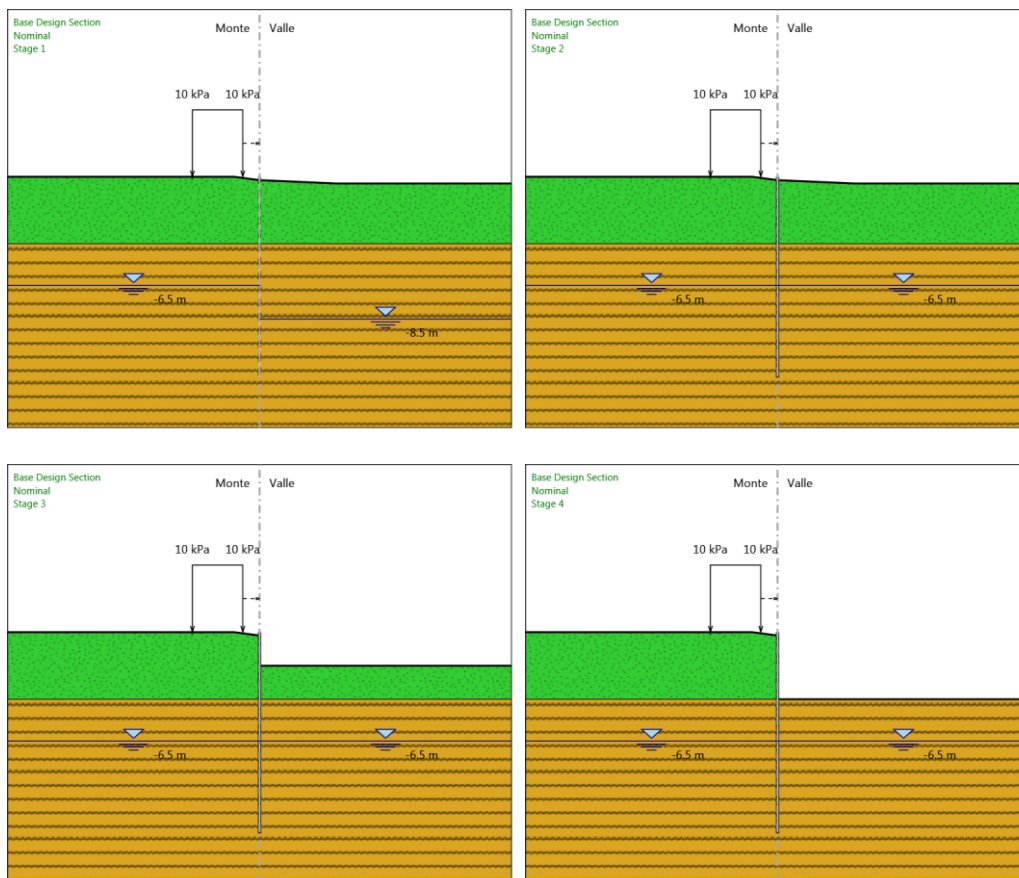 Base Design Section
Nominal
Stage 1
Monte Valle
10 kPa 10 kPa
-6.5 m
-8.5 m
Base Design Section
Nominal
Stage 2
Monte Valle
10 kPa 10 kPa
-6.5 m -6.5 m
Base Design Section
Nominal
Stage 3
Monte Valle
10 kPa 10 kPa
-6.5 m -6.5 m
Base Design Section
Nominal
Stage 4
Monte Valle
10 kPa 10 kPa
-6.5 m -6.5 m